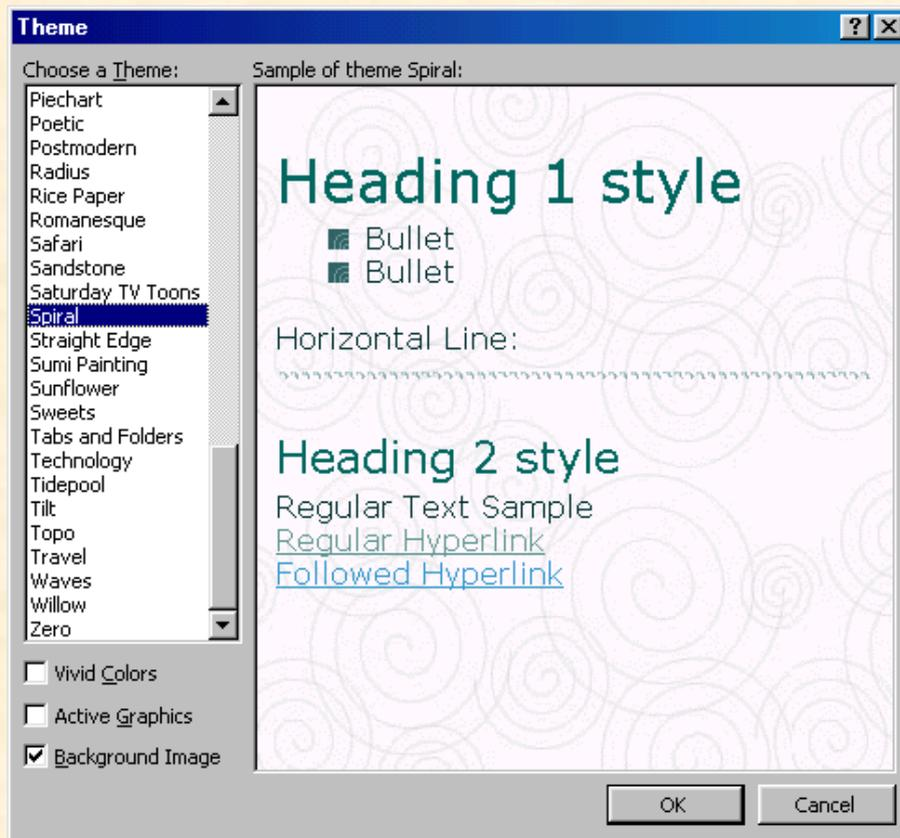 Theme
Choose a Theme:
Piechart
Poetic
Postmodern
Radius
Rice Paper
Romanesque
Safari
Sandstone
Saturday TV Toons
Spiral
Straight Edge
Sumi Painting
Sunflower
Sweets
Tabs and Folders
Technology
Tidepool
Tilt
Topo
Travel
Waves
Willow
Zero
Vivid Colors
Active Graphics
Background Image
Sample of theme Spiral:
Heading 1 style
Bullet
Bullet
Horizontal Line:
Heading 2 style
Regular Text Sample
Regular Hyperlink
Followed Hyperlink
OK
Cancel